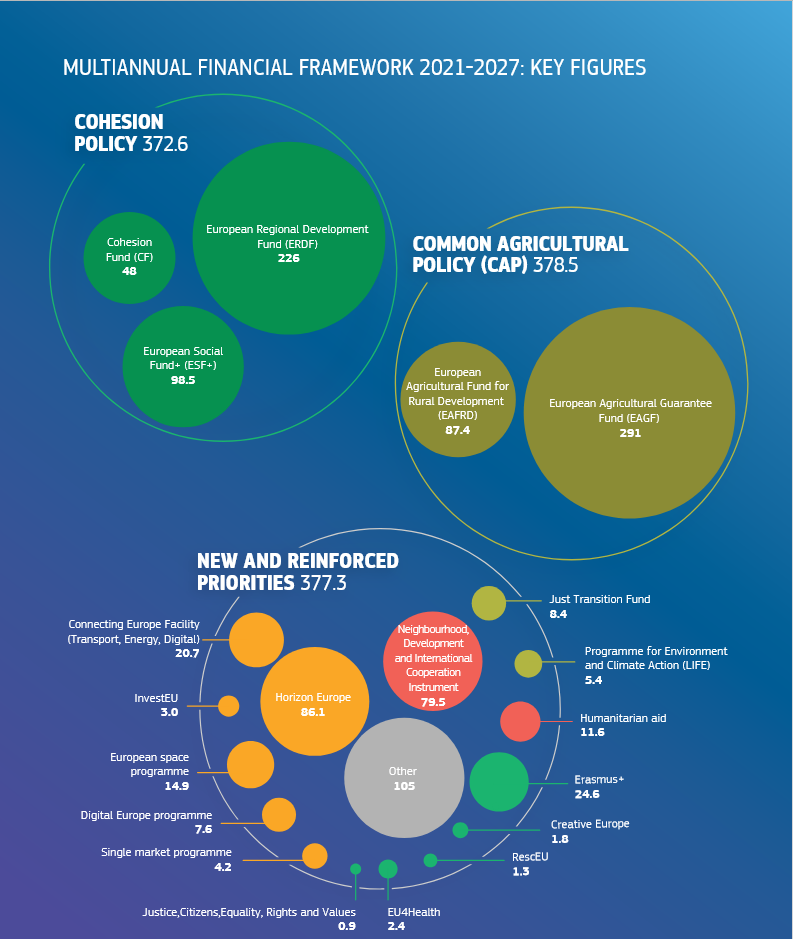 MULTIANNUAL FINANCIAL FRAMEWORK 2021-2027: KEY FIGURES
COHESION
POLICY 372.6
European Regional Development
Fund (ERDF)
226
Cohesion
Fund (CF)
48
European Social
Fund+ (ESF+)
98.5
COMMON AGRICULTURAL
POLICY (CAP) 378.5
European
Agricultural Fund for
Rural Development
(EAFRD)
87.4
European Agricultural Guarantee
Fund (EAGF)
291
NEW AND REINFORCED
PRIORITIES 377.3
Connecting Europe Facility
(Transport, Energy, Digital)
20.7
InvestEU
3.0
European space
programme
14.9
Digital Europe programme
7.6
Single market programme
4.2
Justice,Citizens,Equality, Rights and Values
0.9
EU4Health
2.4
Horizon Europe
86.1
Neighbourhood,
Development
and International
Cooperation
Instrument
79.5
Other
105
Just Transition Fund
8.4
Programme for Environment
and Climate Action (LIFE)
5.4
Humanitarian aid
11.6
Erasmus+
24.6
Creative Europe
1.8
RescEU
1.3